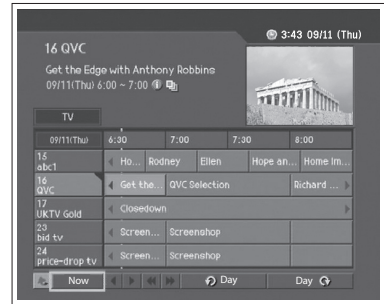 3:43 09/11 (Thu)
16 QVC
Get the Edge with Anthony Robbins
09/11(Thu) 6:00 ~ 7:00
TV
09/11(Thu) 6:30 7:00 7:30 8:00
15 abc1 Ho... Rodney Ellen Hope an... Home Im...
16 QVC Get the... QVC Selection Richard ...
17 UKTV Gold Closedown
23 bid tv Screen... Screenshop
24 price-drop tv Screen... Screenshop
Now Day Day